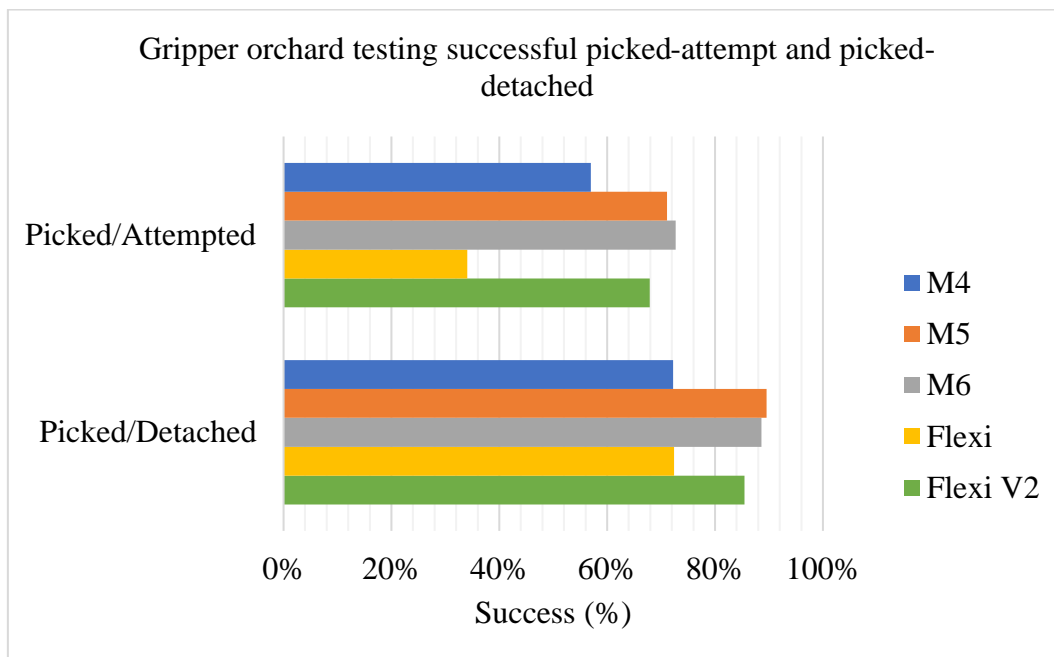 Gripper orchard testing successful picked-attempt and picked-
detached
Picked/Attempted
Picked/Detached
M4
M5
M6
Flexi
Flexi V2
0% 20% 40% 60% 80% 100%
Success (%)